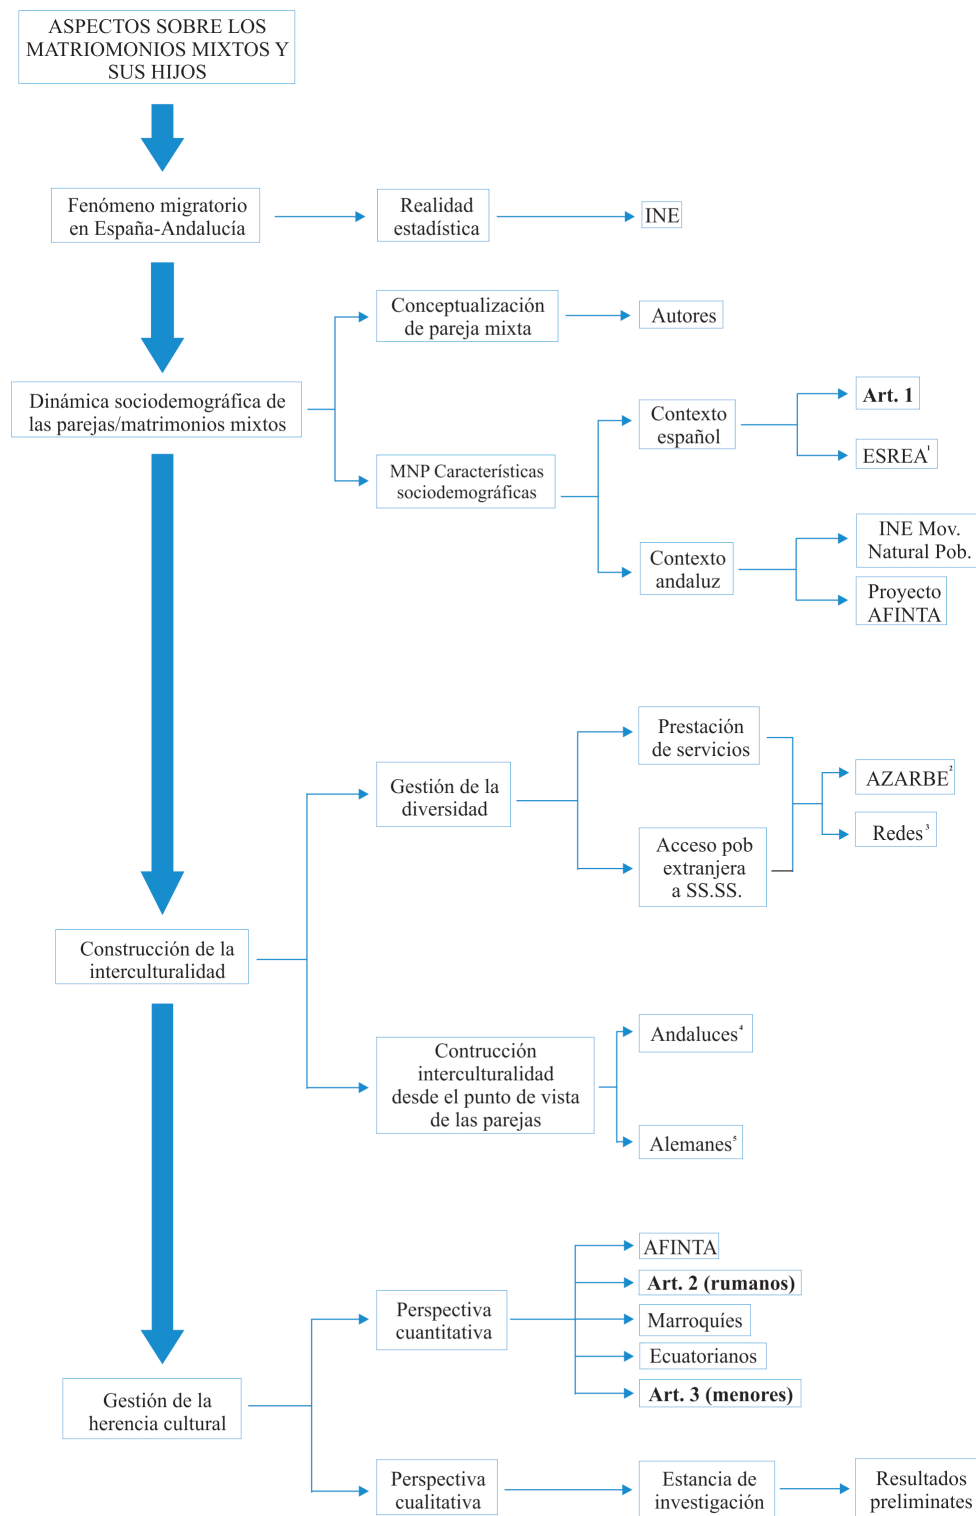 ASPECTOS SOBRE LOS
MATRIOMONIOS MIXTOS Y
SUS HIJOS
Fenómeno migratorio
en España-Andalucía
Realidad
estadística
INE
Conceptualización
de pareja mixta
Autores
Dinámica sociodemográfica de
las parejas/matrimonios mixtos
MNP Características
sociodemográficas
Contexto
español
Art. 1
ESREA¹
Contexto
andaluz
INE Mov.
Natural Pob.
Proyecto
AFINTA
Construcción de la
interculturalidad
Gestión de la
diversidad
Prestación
de servicios
Acceso pob
extranjera
a SS.SS.
AZARBE²
Redes³
Contrucción
interculturalidad
desde el punto de vista
de las parejas
Andaluces⁴
Alemanes⁵
Gestión de la
herencia cultural
Perspectiva
cuantitativa
AFINTA
Art. 2 (rumanos)
Marroquíes
Ecuatorianos
Art. 3 (menores)
Perspectiva
cualitativa
Estancia de
investigación
Resultados
preliminates